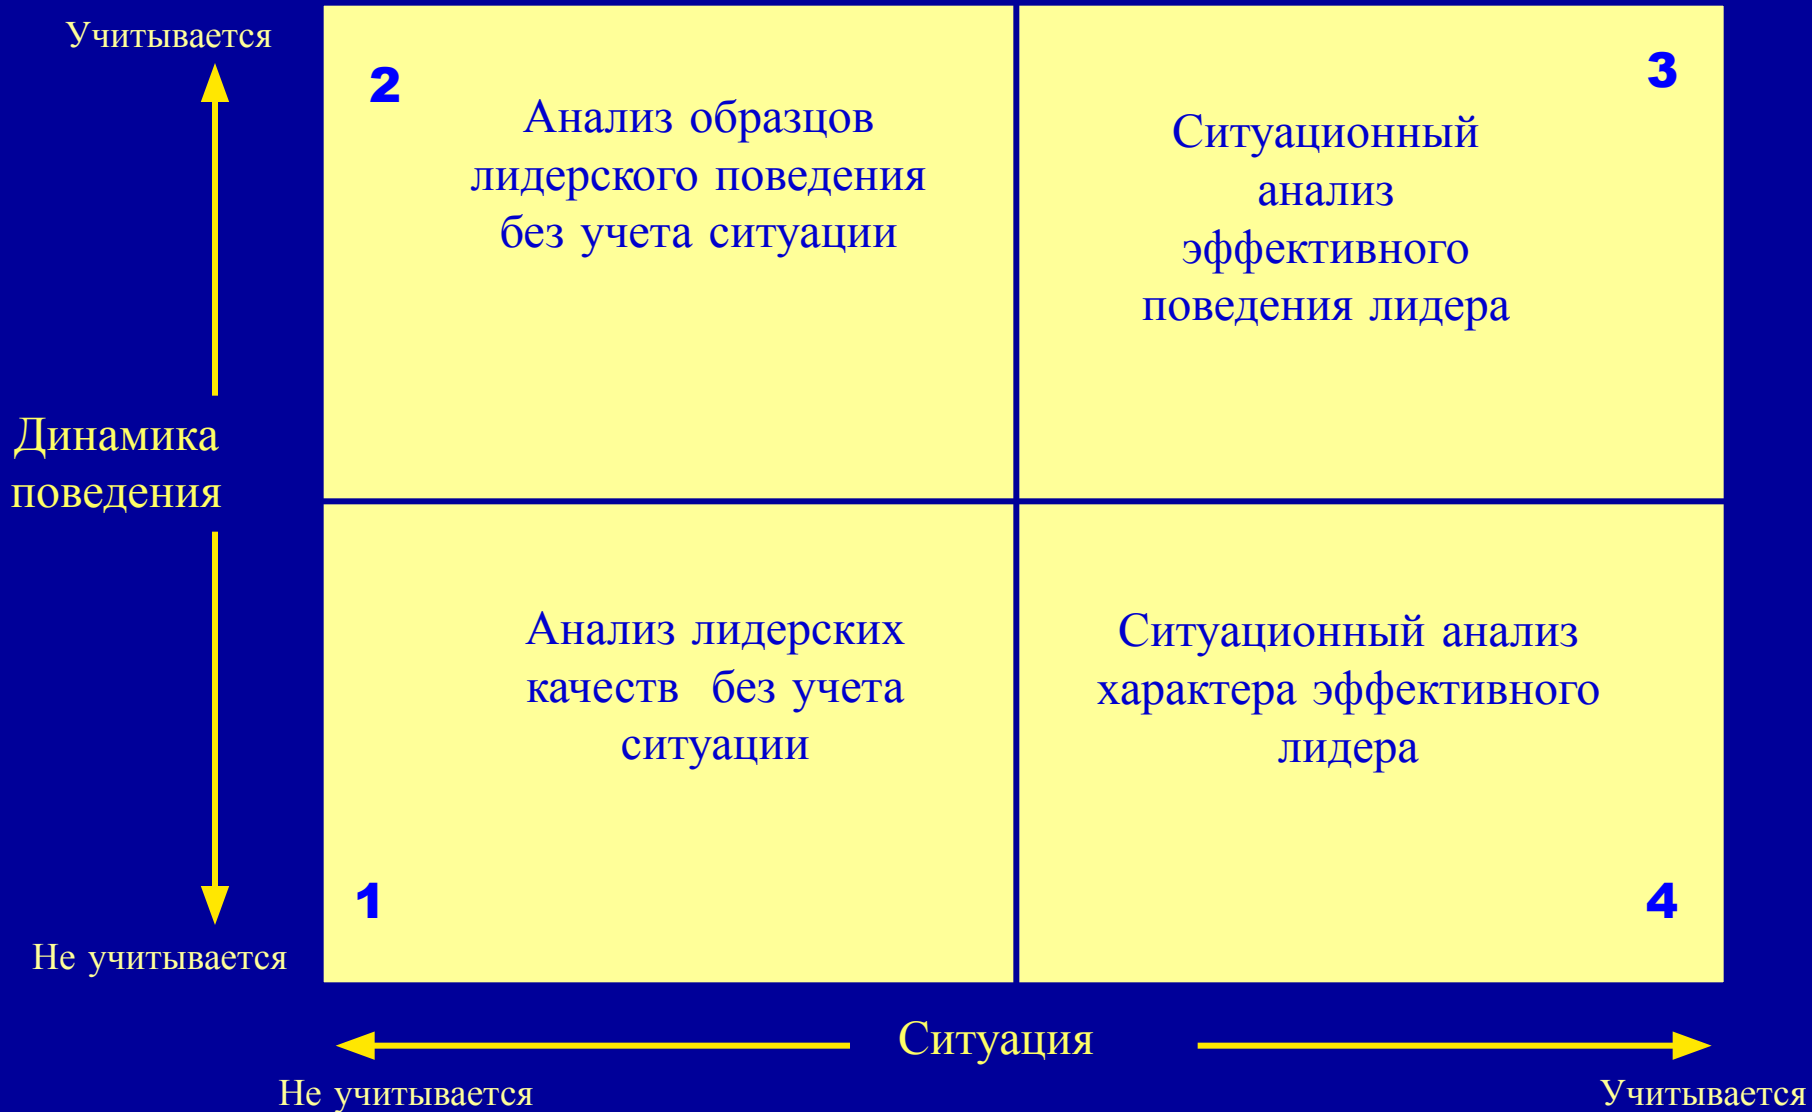 Учитывается
2
Анализ образцов
лидерского поведения
без учета ситуации
3
Ситуационный
анализ
эффективного
поведения лидера
Динамика
поведения
Анализ лидерских
качеств  без учета
ситуации
1
Ситуационный анализ
характера эффективного
лидера
4
Не учитывается
Ситуация
Не учитывается
Учитывается